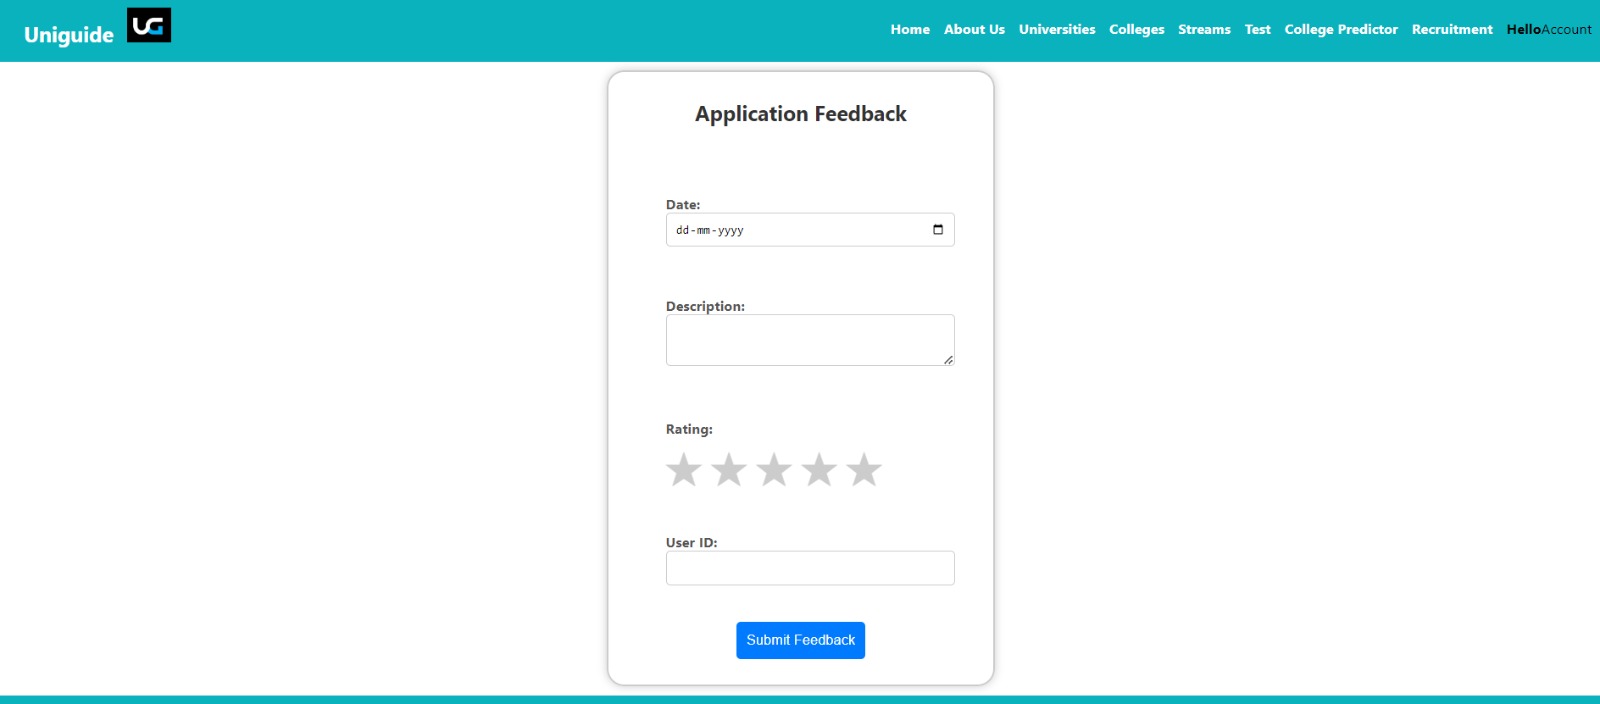 Uniguide UG Home About Us Universities Colleges Streams Test College Predictor Recruitment HelloAccount
Application Feedback
Date:
dd-mm-yyyy
Description:
Rating:
User ID:
Submit Feedback